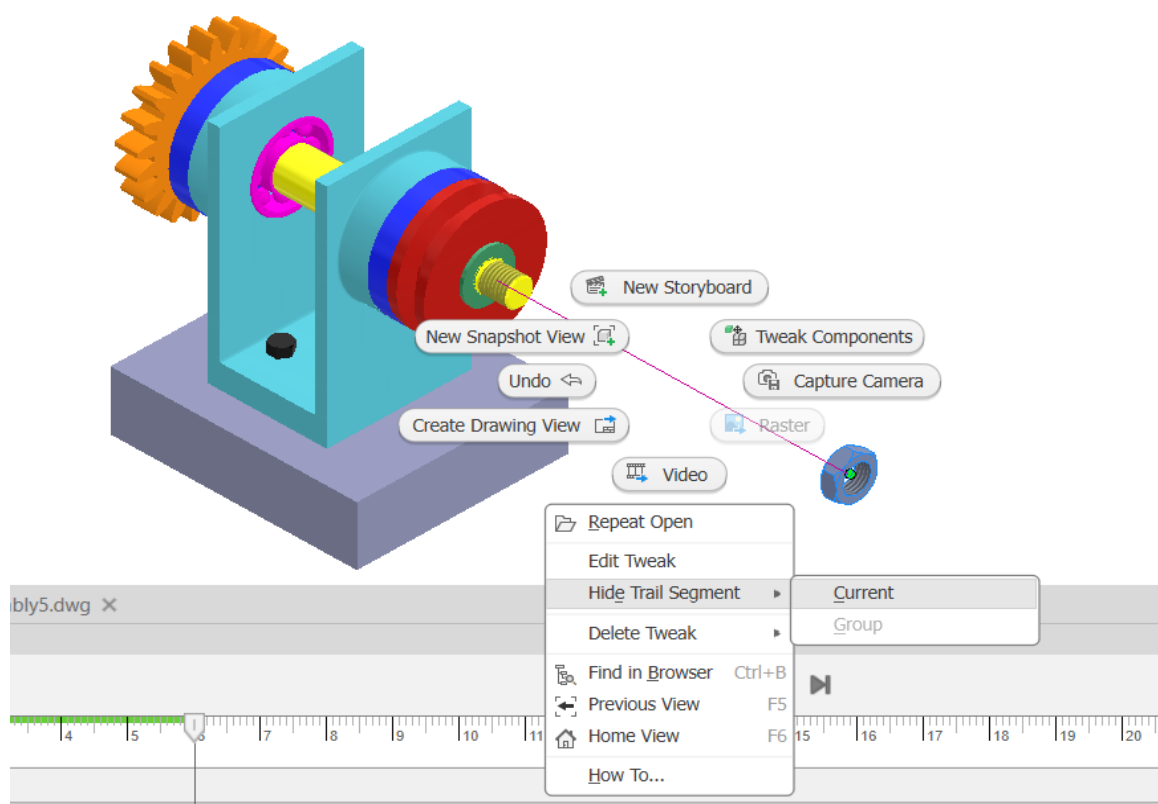 New Storyboard
New Snapshot View
Tweak Components
Undo
Capture Camera
Create Drawing View
Raster
Video
Repeat Open
Edit Tweak
Hide Trail Segment
Current
bly5.dwg
Group
Delete Tweak
Find in Browser Ctrl+B
Previous View F5
4 5 6 7 8 9 10 11 15 16 17 18 19 20
Home View F6
How To...